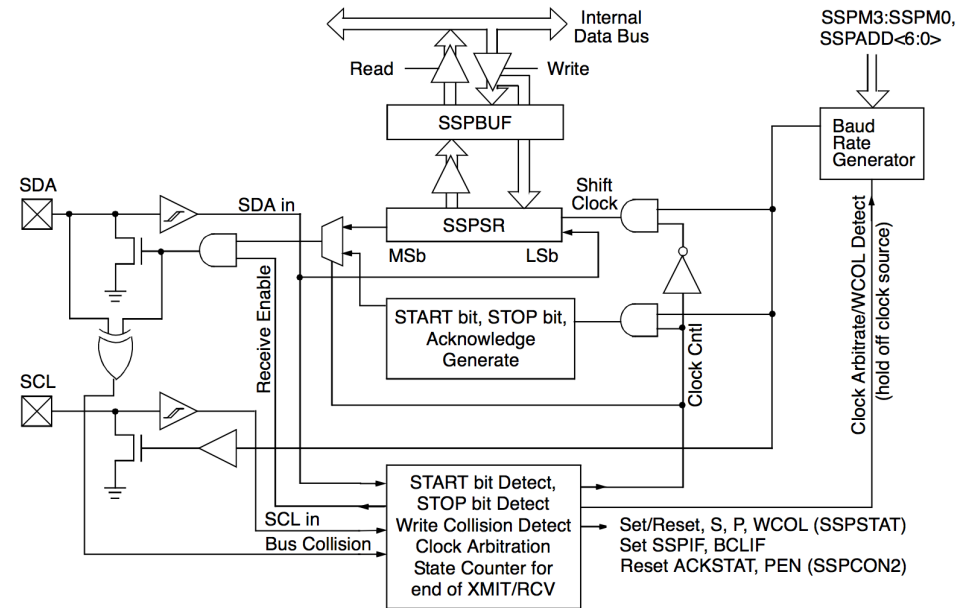 Internal
Data Bus
SSPM3:SSPM0,
SSPADD<6:0>
Read
Write
SSPBUF
Baud
Rate
Generator
SDA
SDA in
Shift
Clock
SSPSR
MSb
LSb
START bit, STOP bit,
Acknowledge
Generate
Receive Enable
Clock Cntl
Clock Arbitrate/WCOL Detect
(hold off clock source)
SCL
START bit Detect,
STOP bit Detect
Write Collision Detect
Clock Arbitration
State Counter for
end of XMIT/RCV
SCL in
Bus Collision
Set/Reset, S, P, WCOL (SSPSTAT)
Set SSPIF, BCLIF
Reset ACKSTAT, PEN (SSPCON2)